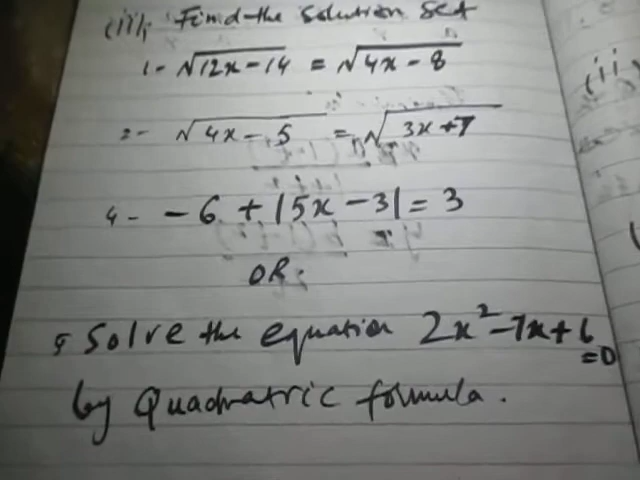 (iii), Find the Solution Set
1- √12x-14 = √4x-8
2- √4x-5 = √3x+7
4- -6 + |5x-3| = 3
OR:
5 Solve the equation 2x²-7x+6=0
by Quadratric formula.
(ii)